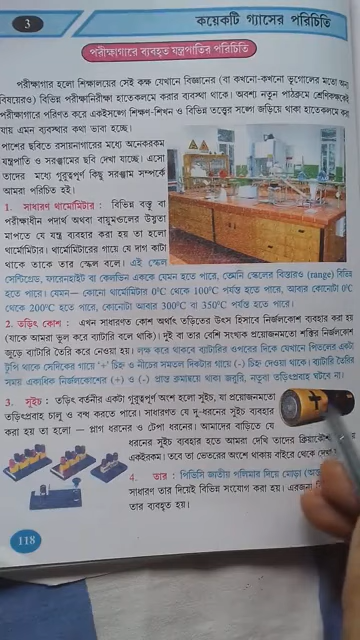 3
কয়েকটি গ্যাসের পরিচিতি
পরীক্ষাগারে ব্যবহৃত যন্ত্রপাতির পরিচিতি
পরীক্ষাগার হলো শিক্ষালয়ের সেই কক্ষ যেখানে বিজ্ঞানের (বা কখনো-কখনো ভূগোলের মতো অন্য
বিষয়েরও) বিভিন্ন পরীক্ষানিরীক্ষা হাতেকলমে করার ব্যবস্থা থাকে। অবশ্য নতুন পাঠক্রমে শ্রেণিকক্ষকেই
পরীক্ষাগারে পরিণত করে একইসঙ্গে শিক্ষণ-শিখন ও বিভিন্ন তত্ত্বের সঙ্গে জড়িয়ে থাকা হাতেকলমে কর
যায় এমন ব্যবস্থার কথা ভাবা হচ্ছে।
পাশের ছবিতে রসায়নাগারের মধ্যে অনেকরকম
যন্ত্রপাতি ও সরঞ্জামের ছবি দেখা যাচ্ছে। এসো
তাদের মধ্যে গুরুত্বপূর্ণ কিছু সরঞ্জাম সম্পর্কে
আমরা পরিচিত হই।
1. সাধারণ থার্মোমিটার : বিভিন্ন বস্তু বা
পরীক্ষাধীন পদার্থ অথবা বায়ুমণ্ডলের উষ্ণতা
মাপতে যে যন্ত্র ব্যবহার করা হয় তা হলো
থার্মোমিটার। থার্মোমিটারের গায়ে যে দাগ কাটা
থাকে তাকে তার স্কেল বলে। এই স্কেল
সেন্টিগ্রেড, ফারেনহাইট বা কেলভিন এককে যেমন হতে পারে, তেমনি স্কেলের বিস্তারও (range) বিভিন্ন
হতে পারে। যেমন— কোনো থার্মোমিটার 0°C থেকে 100°C পর্যন্ত হতে পারে, আবার কোনোটা 0°C
থেকে 200°C হতে পারে, কোনোটা আবার 300°C বা 350°C পর্যন্ত হতে পারে।
2. তড়িৎ কোশ : এখন সাধারণত কোশ অর্থাৎ তড়িতের উৎস হিসাবে নির্জলকোশ ব্যবহার করা হয়
(যাকে আমরা ভুল করে ব্যাটারি বলে থাকি)। দুই বা তার বেশি সংখ্যক প্রয়োজনমতো শক্তির নির্জলকোশ
জুড়ে ব্যাটারি তৈরি করে নেওয়া হয়। লক্ষ করে থাকবে ব্যাটারির ওপরের দিকে যেখানে পিতলের একটা
টুপি থাকে সেদিকের গায়ে '+' চিহ্ন ও নীচের সমতল দিকটার গায়ে (-) চিহ্ন দেওয়া থাকে। ব্যাটারি তৈরির
সময় একাধিক নির্জলকোশের (+) ও (-) প্রান্ত ক্রমান্বয়ে থাকা জরুরি, নতুবা তড়িৎপ্রবাহ ঘটবে না।
3. সুইচ : তড়িৎ বর্তনীর একটা গুরুত্বপূর্ণ অংশ হলো সুইচ, যা প্রয়োজনমতো
তড়িৎপ্রবাহ চালু ও বন্ধ করতে পারে। সাধারণত যে দু-ধরনের সুইচ ব্যবহার
করা হয় তা হলো — প্লাগ ধরনের ও টেপা ধরনের। আমাদের বাড়িতে যে
ধরনের সুইচ ব্যবহার হতে আমরা দেখি তাদের
একইরকম। তবে তা ভেতরের অংশে থাকায় বাইরে থেকে
4. তার : পিভিসি জাতীয় পলিমার দিয়ে মোড়া
সাধারণ তার দিয়েই বিভিন্ন সংযোগ করা হয়। এরজন্য
তার ব্যবহৃত হয়।
+
118